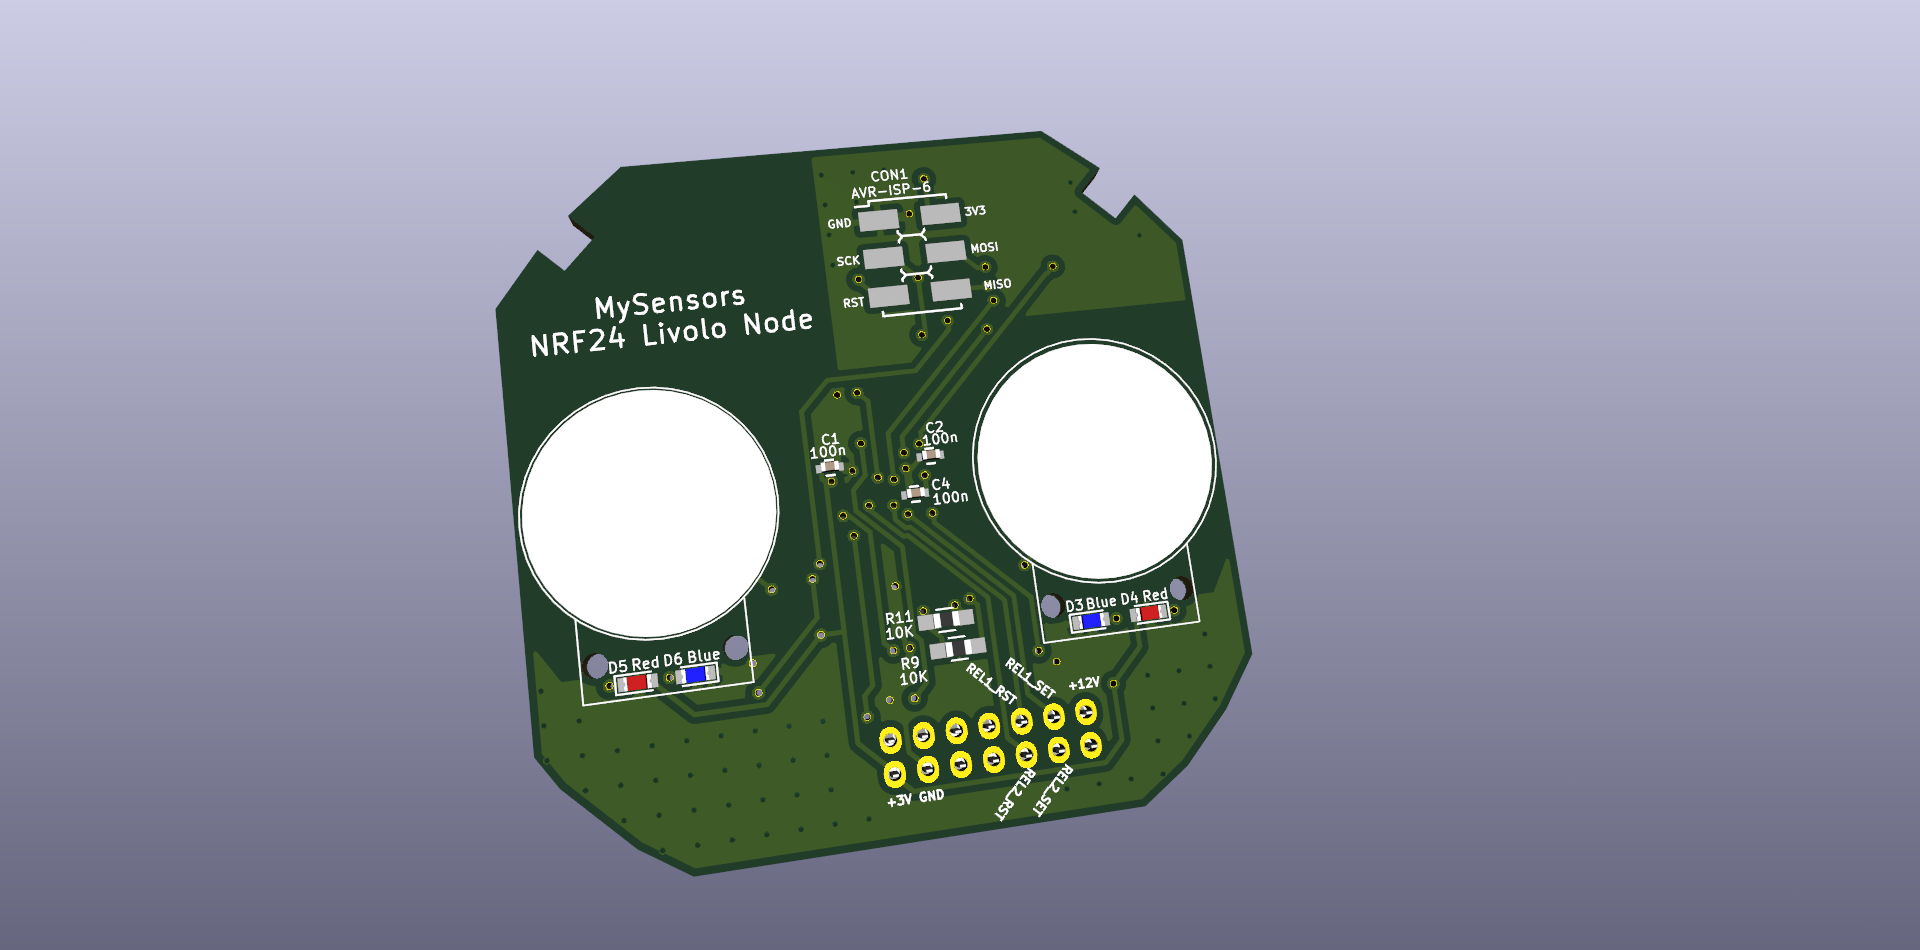 CON1
AVR-ISP-6
GND
3V3
SCK
MOSI
RST
MISO
MySensors
NRF24 Livolo Node
C1
100n
C2
100n
C4
100n
D3 Blue D4 Red
R11
10K
R9
10K
D5 Red D6 Blue
REL1_RST
REL1_SET
+12V
+3V GND
REL2_RST
REL2_SET